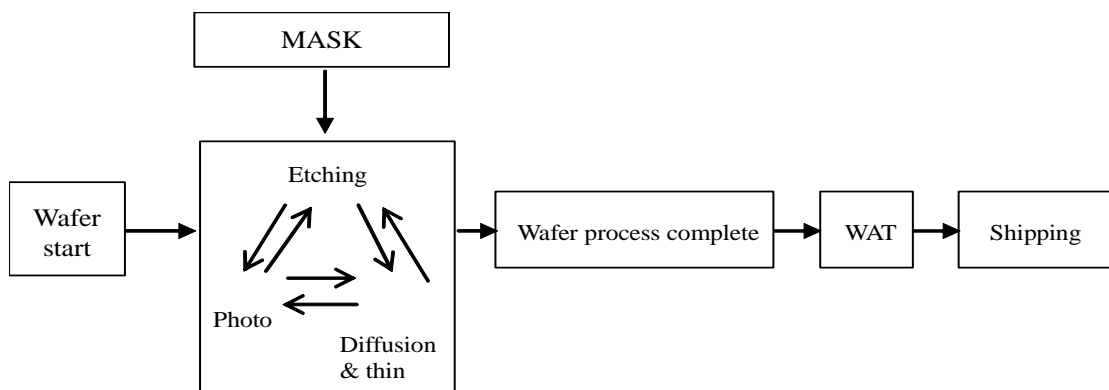 MASK
Wafer
start
Etching
Photo
Diffusion
& thin
Wafer process complete
WAT
Shipping